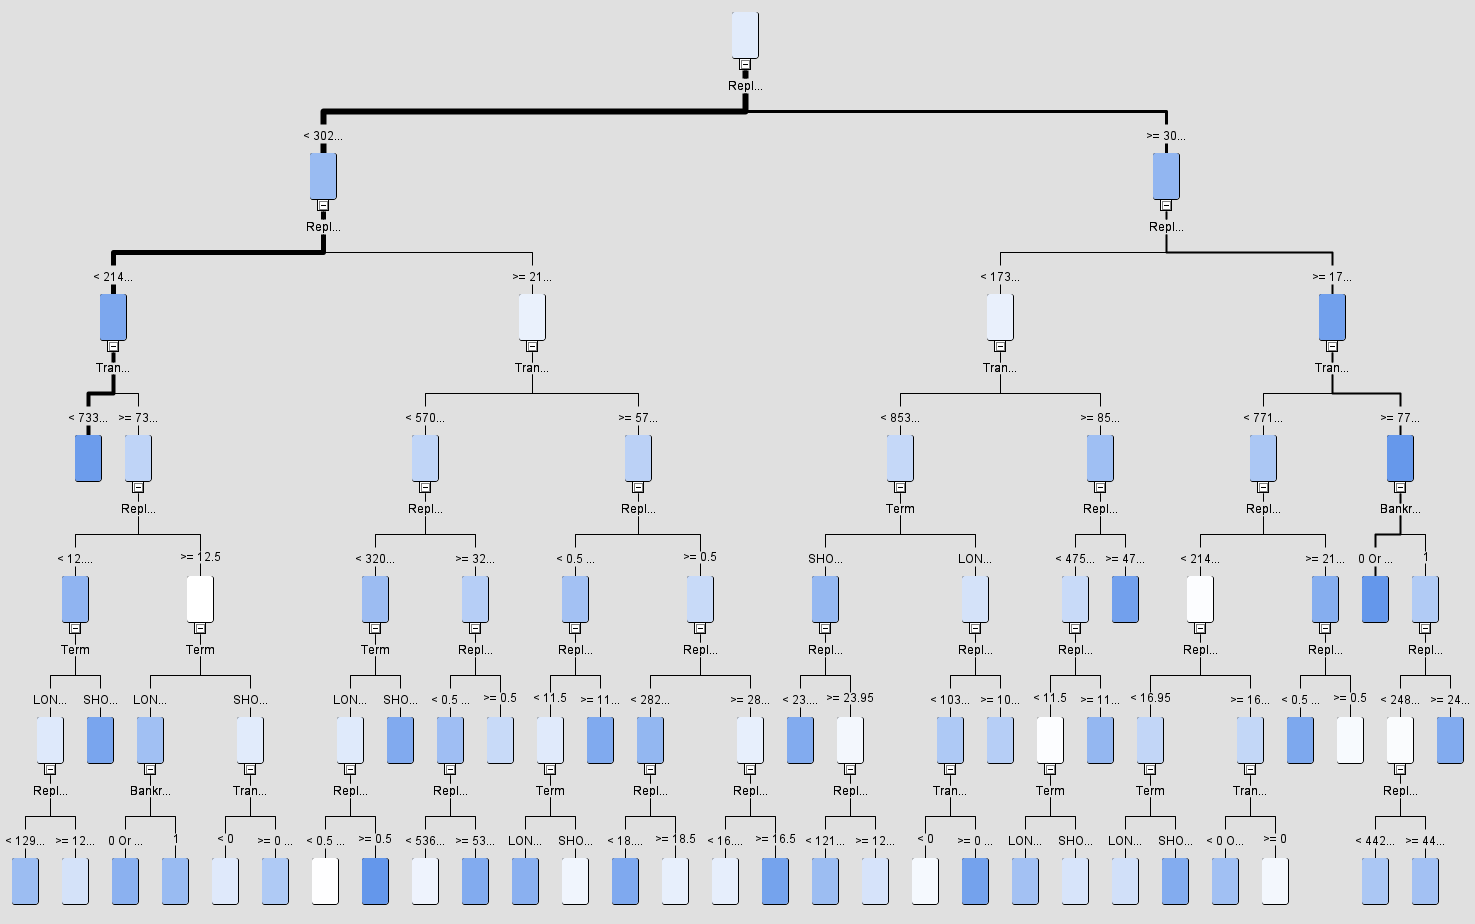 Repl...
< 302...
>= 30...
Repl...
Repl...
< 214...
>= 21...
< 173...
>= 17...
Tran...
Tran...
Tran...
Tran...
< 733...
>= 73...
< 570...
>= 57...
< 853...
>= 85...
< 771...
>= 77...
Repl...
Repl...
Repl...
Term
Repl...
Repl...
Bankr...
< 12....
>= 12.5
< 320...
>= 32...
< 0.5 ...
>= 0.5
SHO...
LON...
< 475...
>= 47...
< 214...
>= 21...
0 Or ...
1
Term
Term
Term
Repl...
Repl...
Repl...
Repl...
Repl...
Repl...
Repl...
Repl...
Repl...
LON...
SHO...
LON...
SHO...
LON...
SHO...
< 0.5 ...
>= 0.5
< 11.5
>= 11...
< 282...
>= 28...
< 23....
>= 23.95
< 103...
>= 10...
< 11.5
>= 11...
< 16.95
>= 16...
< 0.5 ...
>= 0.5
< 248...
>= 24...
Repl...
Bankr...
Tran...
Repl...
Repl...
Term
Repl...
Repl...
Repl...
Tran...
Term
Term
Tran...
Repl...
< 129...
>= 12...
0 Or ...
1
< 0
>= 0 ...
< 0.5 ...
>= 0.5
< 536...
>= 53...
LON...
SHO...
< 18....
>= 18.5
< 16....
>= 16.5
< 121...
>= 12...
< 0
>= 0 ...
LON...
SHO...
LON...
SHO...
< 0 O...
>= 0
< 442...
>= 44...